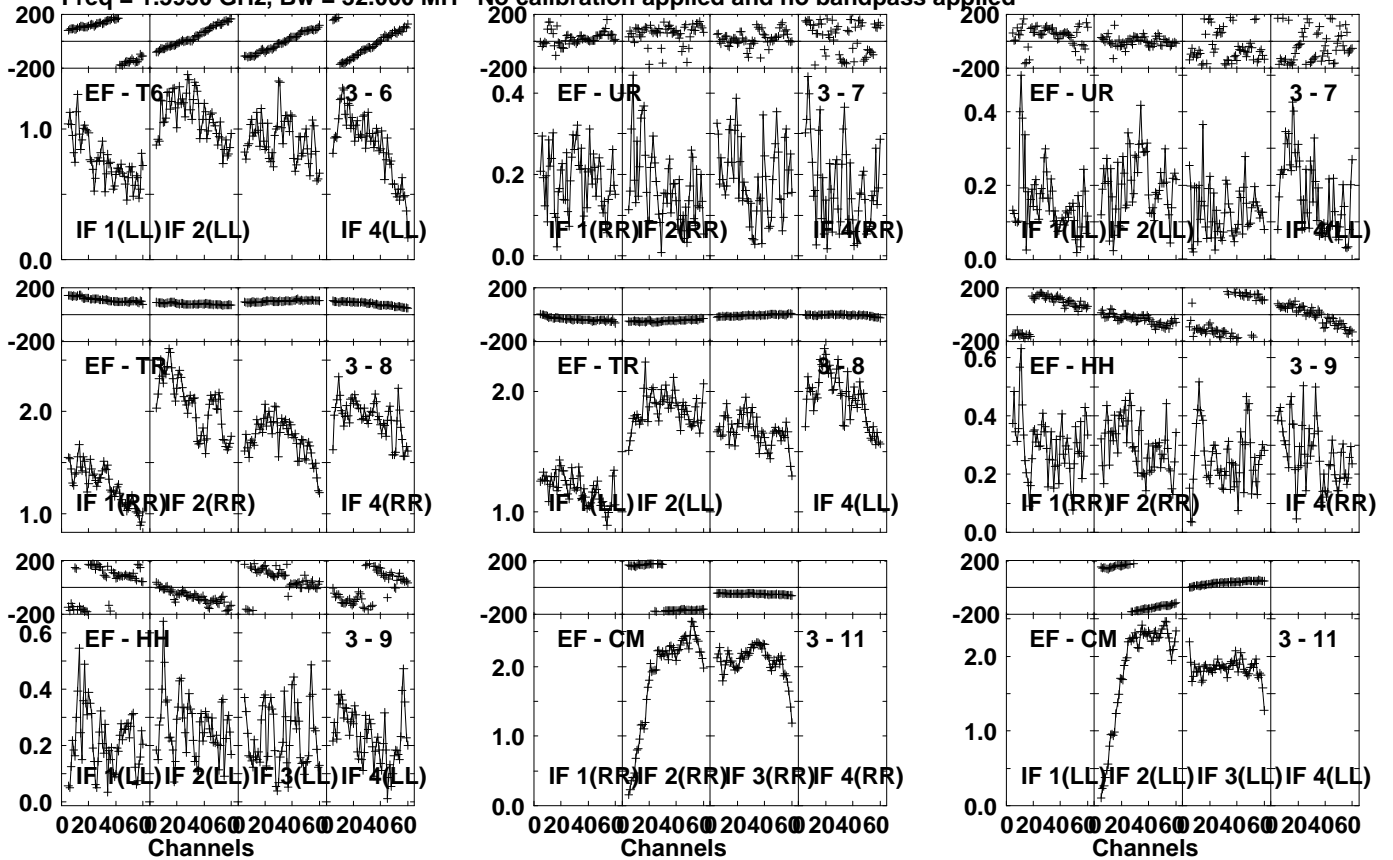 Freq = 1.5950 GHz, Bw = 32.000 MH No calibration applied and no bandpass applied
200
-200
EF - T6
3 - 6
1.0
IF 1(LL) IF 2(LL) IF 4(LL)
0.0
200
-200
0.4
EF - UR
3 - 7
0.2
IF 1(RR) IF 2(RR) IF 4(RR)
0.0
200
-200
EF - UR
3 - 7
0.4
0.2
IF 1(LL) IF 2(LL) IF 4(LL)
0.0
200
-200
EF - TR
3 - 8
2.0
IF 1(RR) IF 2(RR) IF 4(RR)
1.0
200
-200
EF - TR
3 - 8
2.0
IF 1(LL) IF 2(LL) IF 4(LL)
1.0
200
-200
0.6
EF - HH
3 - 9
0.4
0.2
IF 1(RR) IF 2(RR) IF 4(RR)
0.0
200
-200
0.6
EF - HH
3 - 9
0.4
0.2
IF 1(LL) IF 2(LL) IF 3(LL) IF 4(LL)
0.0
0 20 40 60 0 20 40 60 0 20 40 60 0 20 40 60
Channels
200
-200
EF - CM
3 - 11
2.0
1.0
IF 1(RR) IF 2(RR) IF 3(RR) IF 4(RR)
0.0
0 20 40 60 0 20 40 60 0 20 40 60 0 20 40 60
Channels
200
-200
EF - CM
3 - 11
2.0
1.0
IF 1(LL) IF 2(LL) IF 3(LL) IF 4(LL)
0.0
0 20 40 60 0 20 40 60 0 20 40 60 0 20 40 60
Channels